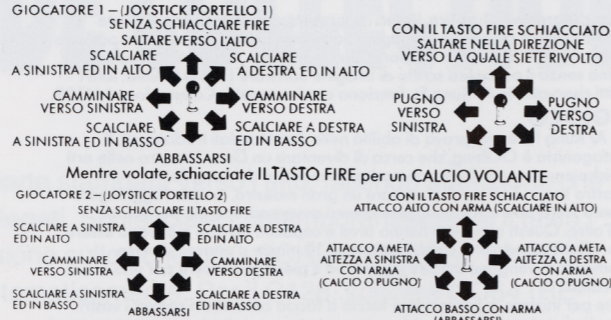 GIOCATORE 1 – (JOYSTICK PORTELLO 1)
SENZA SCHIACCIARE FIRE
SALTARE VERSO L'ALTO
SCALCIARE
A SINISTRA ED IN ALTO
SCALCIARE
A DESTRA ED IN ALTO
CAMMINARE
VERSO SINISTRA
CAMMINARE
VERSO DESTRA
SCALCIARE
A SINISTRA ED IN BASSO
SCALCIARE A DESTRA
ED IN BASSO
ABBASSARSI
CON IL TASTO FIRE SCHIACCIATO
SALTARE NELLA DIREZIONE
VERSO LA QUALE SIETE RIVOLTO
PUGNO
VERSO
SINISTRA
PUGNO
VERSO
DESTRA
Mentre volate, schiacciate IL TASTO FIRE per un CALCIO VOLANTE
GIOCATORE 2 – (JOYSTICK PORTELLO 2)
SENZA SCHIACCIARE IL TASTO FIRE
SCALCIARE A SINISTRA
ED IN ALTO
SCALCIARE A DESTRA
ED IN ALTO
CAMMINARE
VERSO SINISTRA
CAMMINARE
VERSO DESTRA
SCALCIARE A SINISTRA
ED IN BASSO
SCALCIARE A DESTRA
ED IN BASSO
ABBASSARSI
CON IL TASTO FIRE SCHIACCIATO
ATTACCO ALTO CON ARMA (SCALCIARE IN ALTO)
ATTACCO A META
ALTEZZA A SINISTRA
CON ARMA
(CALCIO O PUGNO)
ATTACCO A META
ALTEZZA A DESTRA
CON ARMA
(CALCIO O PUGNO)
ATTACCO BASSO CON ARMA
(ABBASSARSI)